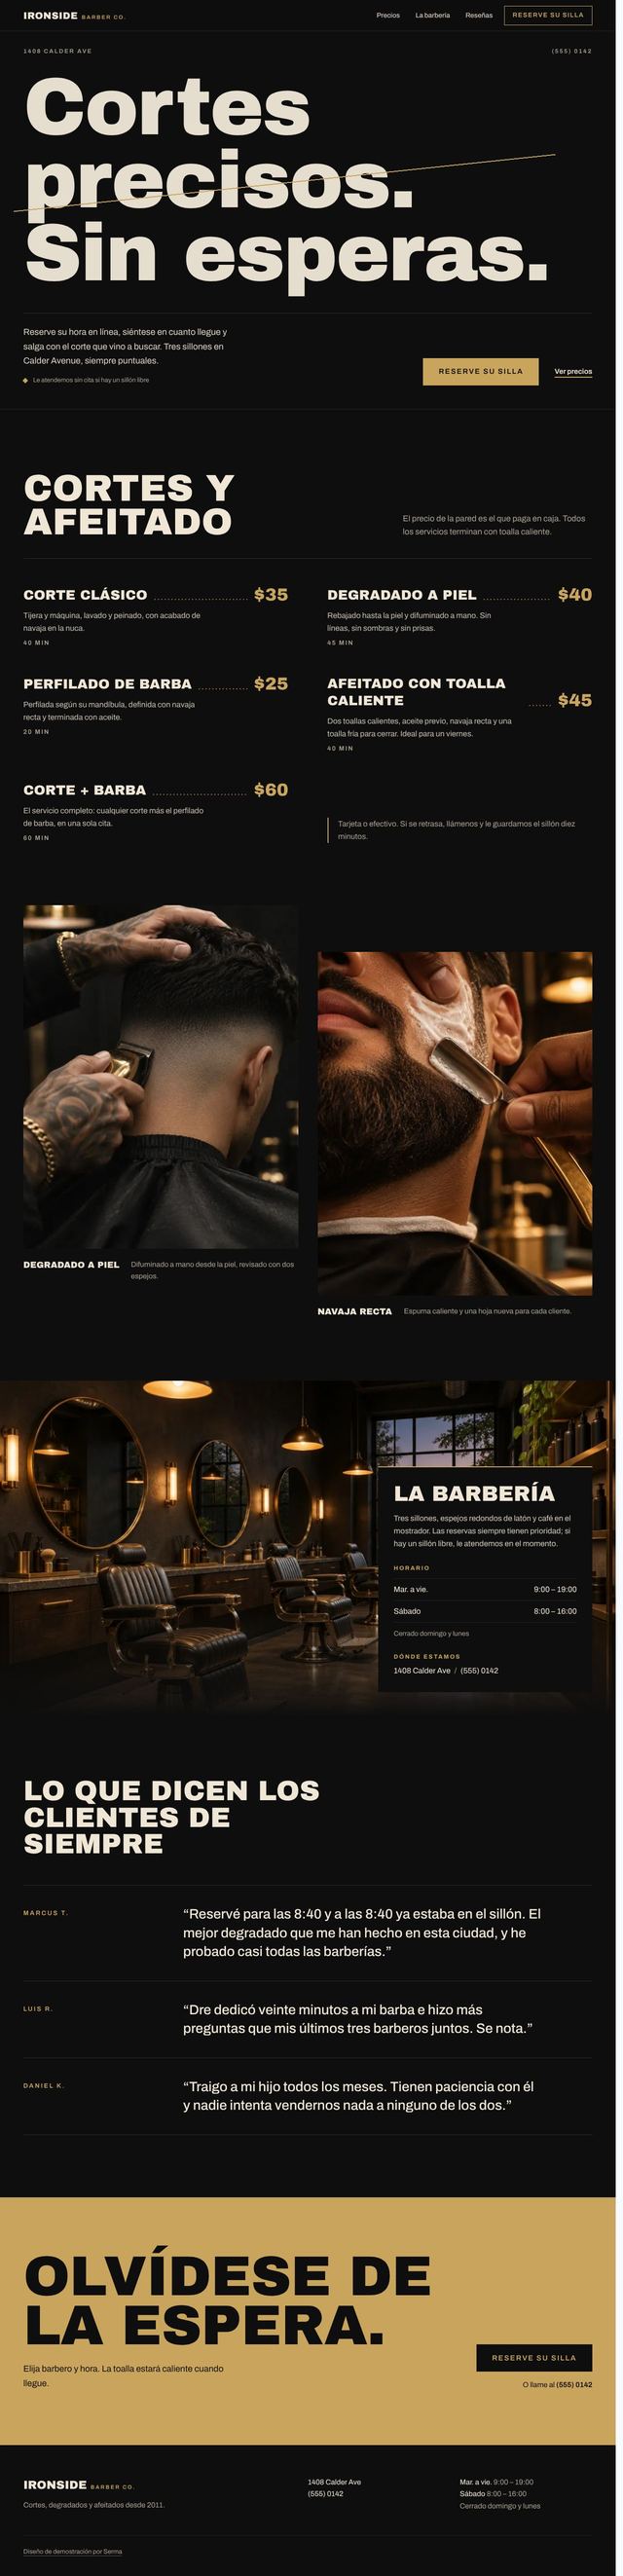 IRONSIDE BARBER CO.
Precios
La barbería
Reseñas
RESERVE SU SILLA
1408 CALDER AVE
(555) 0142
Cortes
precisos.
Sin esperas.
Reserve su hora en línea, siéntese en cuanto llegue y
salga con el corte que vino a buscar. Tres sillones en
Calder Avenue, siempre puntuales.
Le atendemos sin cita si hay un sillón libre
RESERVE SU SILLA
Ver precios
CORTES Y
AFEITADO
El precio de la pared es el que paga en caja. Todos
los servicios terminan con toalla caliente.
CORTE CLÁSICO $35
Tijera y máquina, lavado y peinado, con acabado de
navaja en la nuca.
40 MIN
DEGRADADO A PIEL $40
Rebajado hasta la piel y difuminado a mano. Sin
líneas, sin sombras y sin prisas.
45 MIN
PERFILADO DE BARBA $25
Perfilada según su mandíbula, definida con navaja
recta y terminada con aceite.
20 MIN
AFEITADO CON TOALLA
CALIENTE $45
Dos toallas calientes, aceite previo, navaja recta y una
toalla fría para cerrar. Ideal para un viernes.
40 MIN
CORTE + BARBA $60
El servicio completo: cualquier corte más el perfilado
de barba, en una sola cita.
60 MIN
Tarjeta o efectivo. Si se retrasa, llámenos y le guardamos el sillón diez
minutos.
DEGRADADO A PIEL
Difuminado a mano desde la piel, revisado con dos
espejos.
NAVAJA RECTA
Espuma caliente y una hoja nueva para cada cliente.
LA BARBERÍA
Tres sillones, espejos redondos de latón y café en el
mostrador. Las reservas siempre tienen prioridad; si
hay un sillón libre, le atendemos en el momento.
HORARIO
Mar. a vie. 9:00 – 19:00
Sábado 8:00 – 16:00
Cerrado domingo y lunes
DÓNDE ESTAMOS
1408 Calder Ave / (555) 0142
LO QUE DICEN LOS
CLIENTES DE
SIEMPRE
MARCUS T.
“Reservé para las 8:40 y a las 8:40 ya estaba en el sillón. El
mejor degradado que me han hecho en esta ciudad, y he
probado casi todas las barberías.”
LUIS R.
“Dre dedicó veinte minutos a mi barba e hizo más
preguntas que mis últimos tres barberos juntos. Se nota.”
DANIEL K.
“Traigo a mi hijo todos los meses. Tienen paciencia con él
y nadie intenta vendernos nada a ninguno de los dos.”
OLVÍDESE DE
LA ESPERA.
Elija barbero y hora. La toalla estará caliente cuando
llegue.
RESERVE SU SILLA
O llame al (555) 0142
IRONSIDE BARBER CO.
Cortes, degradados y afeitados desde 2011.
1408 Calder Ave
(555) 0142
Mar. a vie. 9:00 – 19:00
Sábado 8:00 – 16:00
Cerrado domingo y lunes
Diseño de demostración por Serma